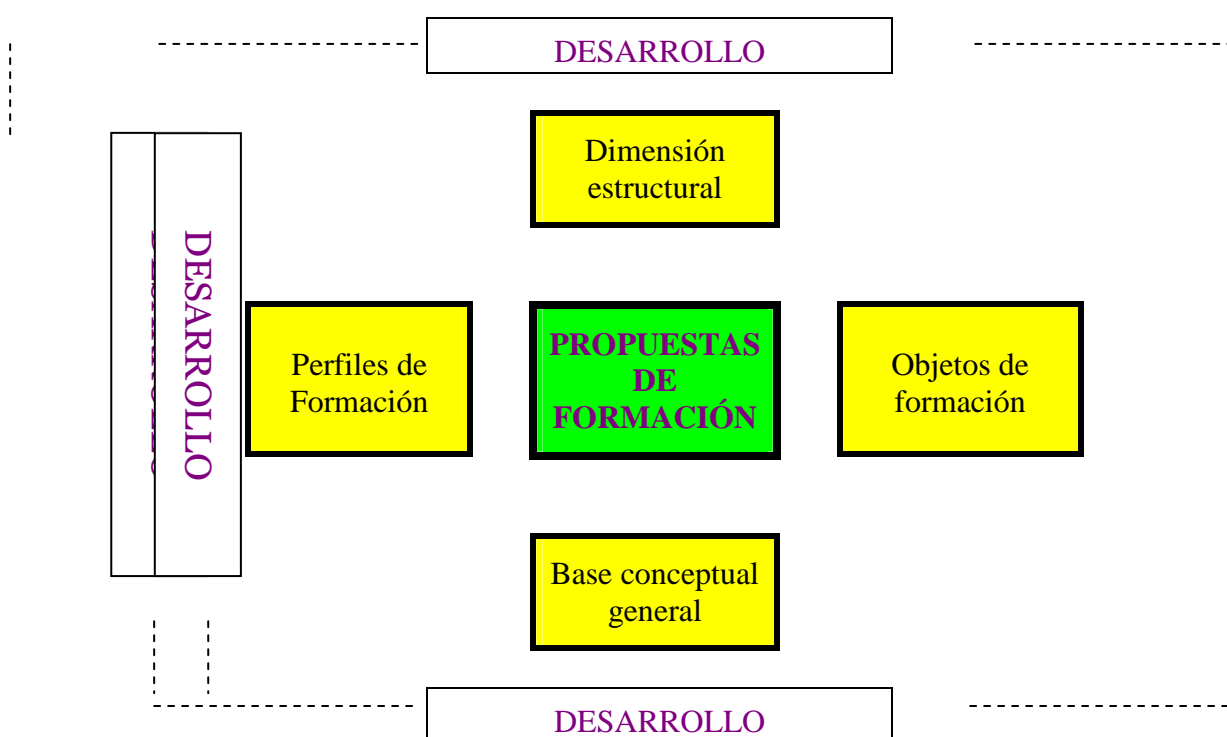 DESARROLLO
Dimensión
estructural
DESARROLLO
Perfiles de
Formación
PROPUESTAS
DE
FORMACIÓN
Objetos de
formación
Base conceptual
general
DESARROLLO